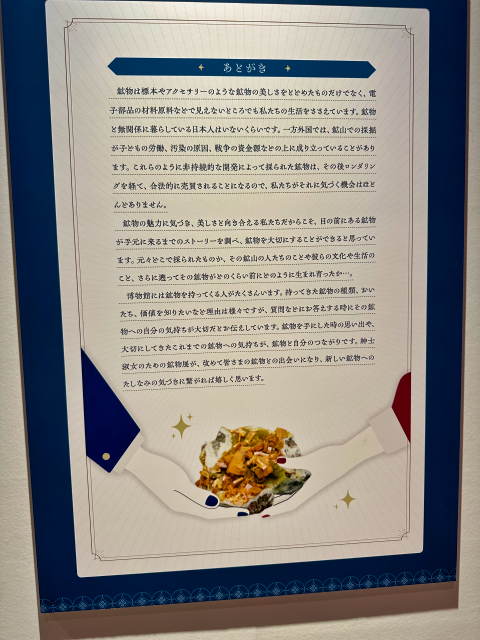 あとがき
鉱物は標本やアクセサリーのような鉱物の美しさをとどめたものだけでなく、電
子部品の材料原料などで見えないところでも私たちの生活をささえています。鉱物
と無関係に暮らしている日本人はいないくらいです。一方外国では、鉱山での採掘
が子どもの労働、汚染の原因、戦争の資金源などの上に成り立っていることがあり
ます。これらのように非持続的な開発によって採られた鉱物は、その後ロンダリン
グを経て、合法的に売買されることになるので、私たちがそれに気づく機会はほと
んどありません。
鉱物の魅力に気づき、美しさと向き合える私たちだからこそ、目の前にある鉱物
が手元に来るまでのストーリーを調べ、鉱物を大切にすることができると思ってい
ます。元々どこで採られたものか、その鉱山の人たちのことや彼らの文化や生活の
こと、さらに遡ってその鉱物がどのくらい前にどのように生まれ育ったか…。
博物館には鉱物を持ってくる人がたくさんいます。持ってきた鉱物の種類、おい
たち、価値を知りたいなど理由は様々ですが、質問などにお答えする時にその鉱
物への自分の気持ちが大切だとお伝えしています。鉱物を手にした時の思い出や、
大切にしてきたこれまでの鉱物への気持ちが、鉱物と自分のつながりです。紳士
淑女のための鉱物展が、改めて皆さまの鉱物との出会いになり、新しい鉱物への
たしなみの気づきに繋がれば嬉しく思います。